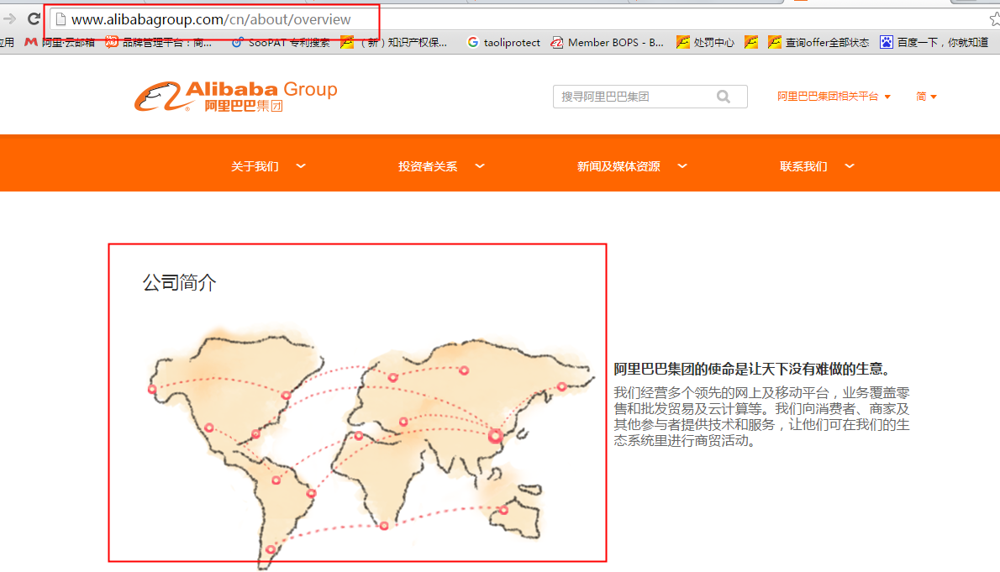 www.alibabagroup.com/cn/about/overview
应用 阿里·云邮箱 品牌管理平台：商... SooPAT 专利搜索 （新）知识产权保... taoliprotect Member BOPS - B... 处罚中心 查询offer全部状态 百度一下，你就知道
Alibaba Group
阿里巴巴集团
搜寻阿里巴巴集团
阿里巴巴集团相关平台 简
关于我们 投资者关系 新闻及媒体资源 联系我们
公司简介
阿里巴巴集团的使命是让天下没有难做的生意。
我们经营多个领先的网上及移动平台，业务覆盖零
售和批发贸易及云计算等。我们向消费者、商家及
其他参与者提供技术和服务，让他们可在我们的生
态系统里进行商贸活动。